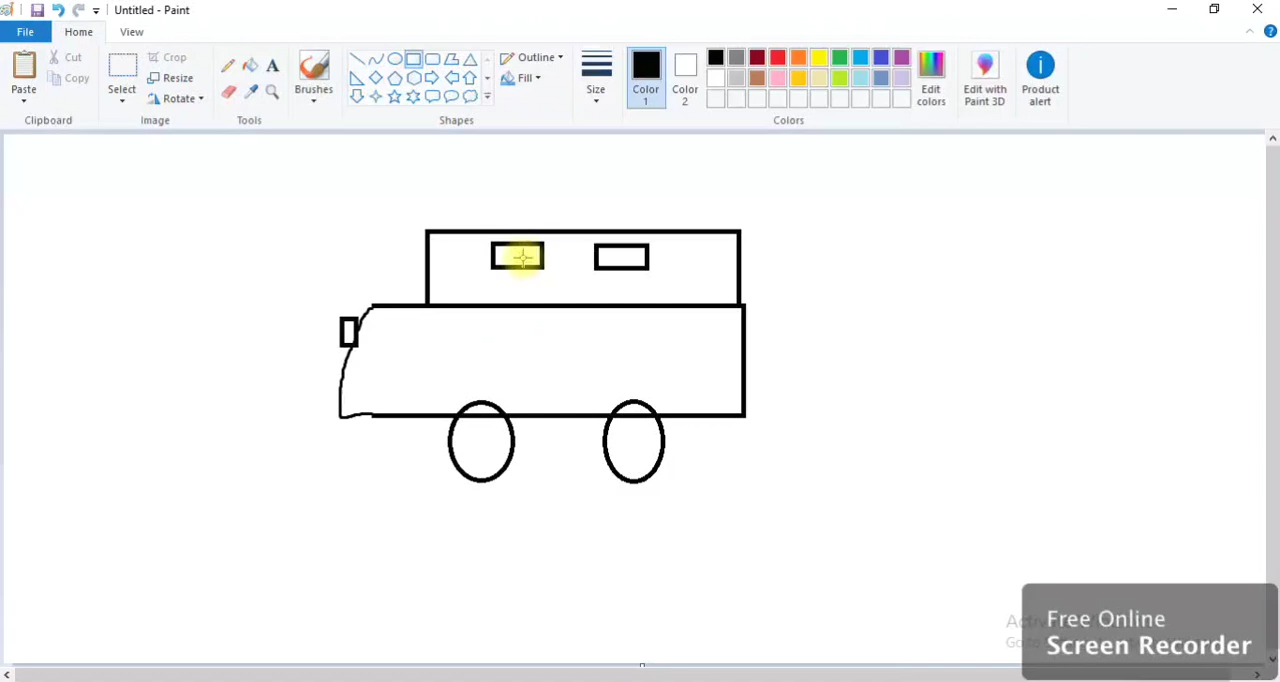 Untitled - Paint
File
Home
View
Paste
Cut
Copy
Clipboard
Select
Crop
Resize
Rotate
Image
Tools
Brushes
Outline
Fill
Shapes
Size
Color 1
Color 2
Edit colors
Colors
Edit with Paint 3D
Product alert
Free Online
Screen Recorder